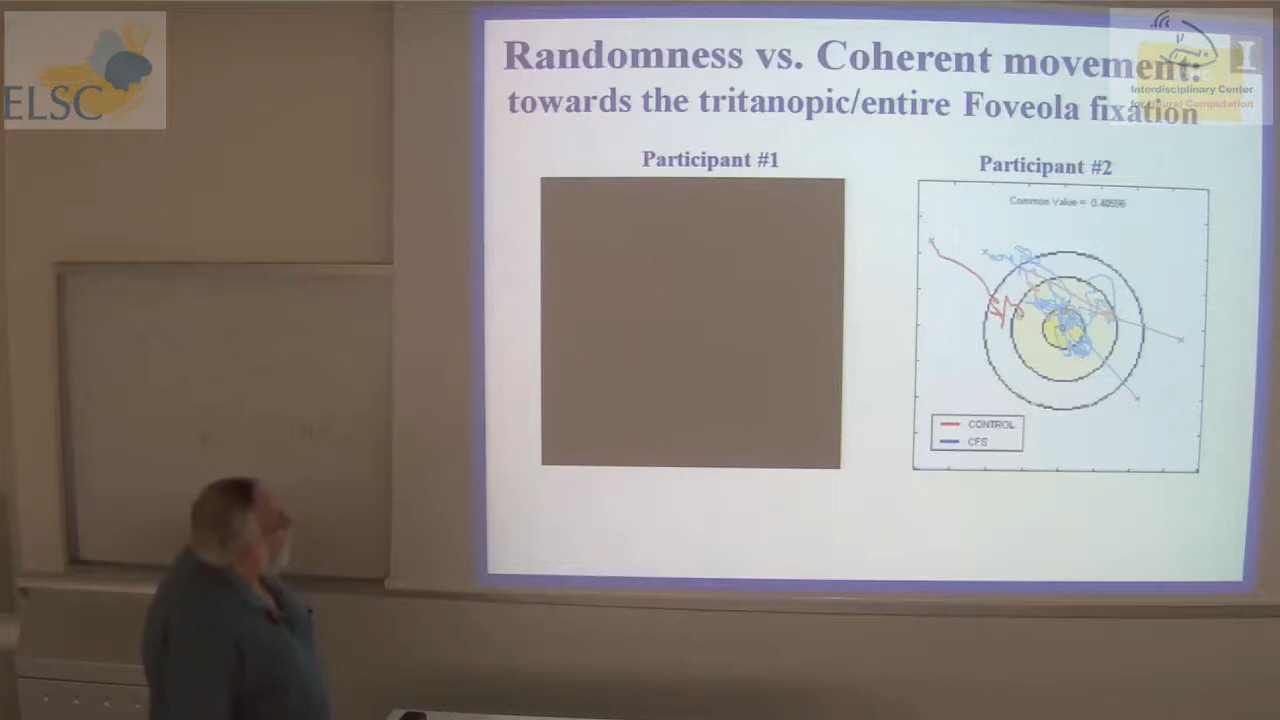 ELSC
Randomness vs. Coherent movement:
towards the tritanopic/entire Foveola fixation
Interdisciplinary Center
for Neural Computation
Participant #1
Participant #2
Common Value = 0.40596
CONTROL
CFS